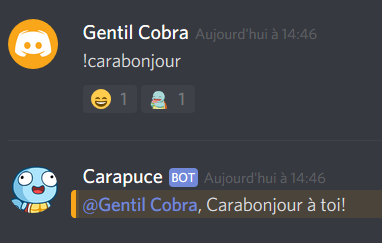 Gentil Cobra Aujourd'hui à 14:46
!carabonjour
1 1
Carapuce BOT Aujourd'hui à 14:46
@Gentil Cobra, Carabonjour à toi!